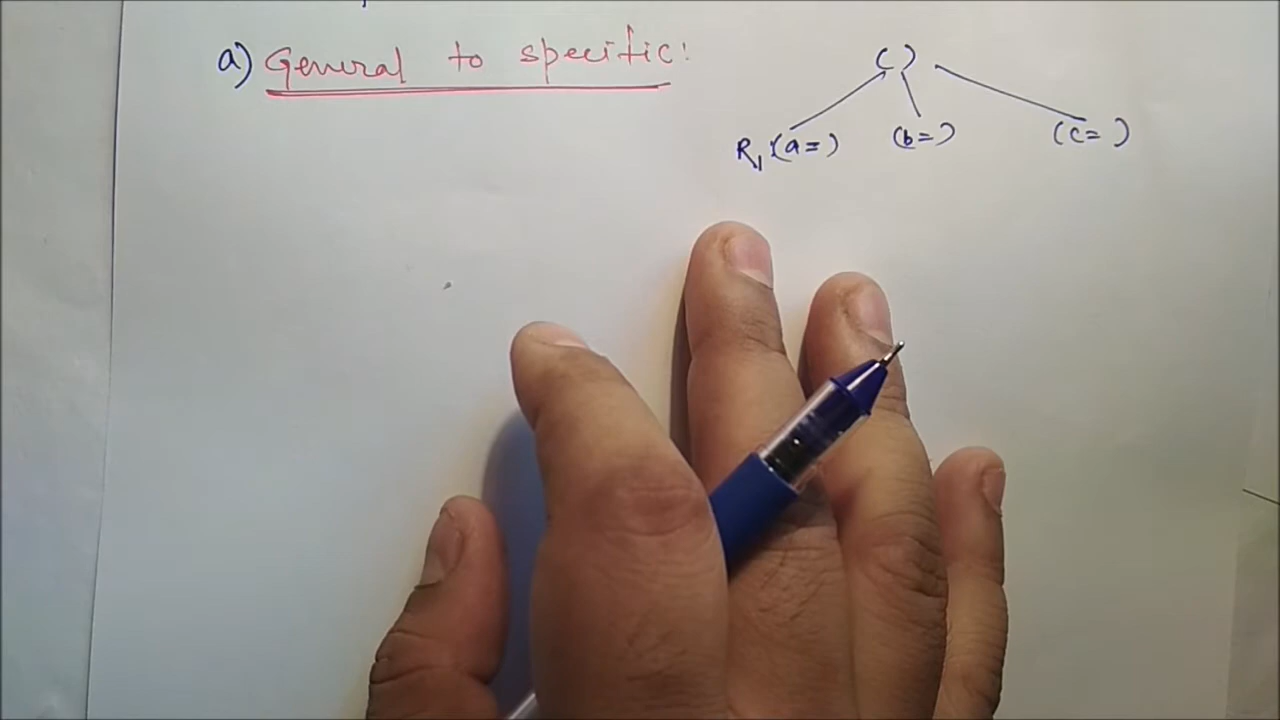 a) General to specific:
( )
R1:(a= ) (b= ) (c= )